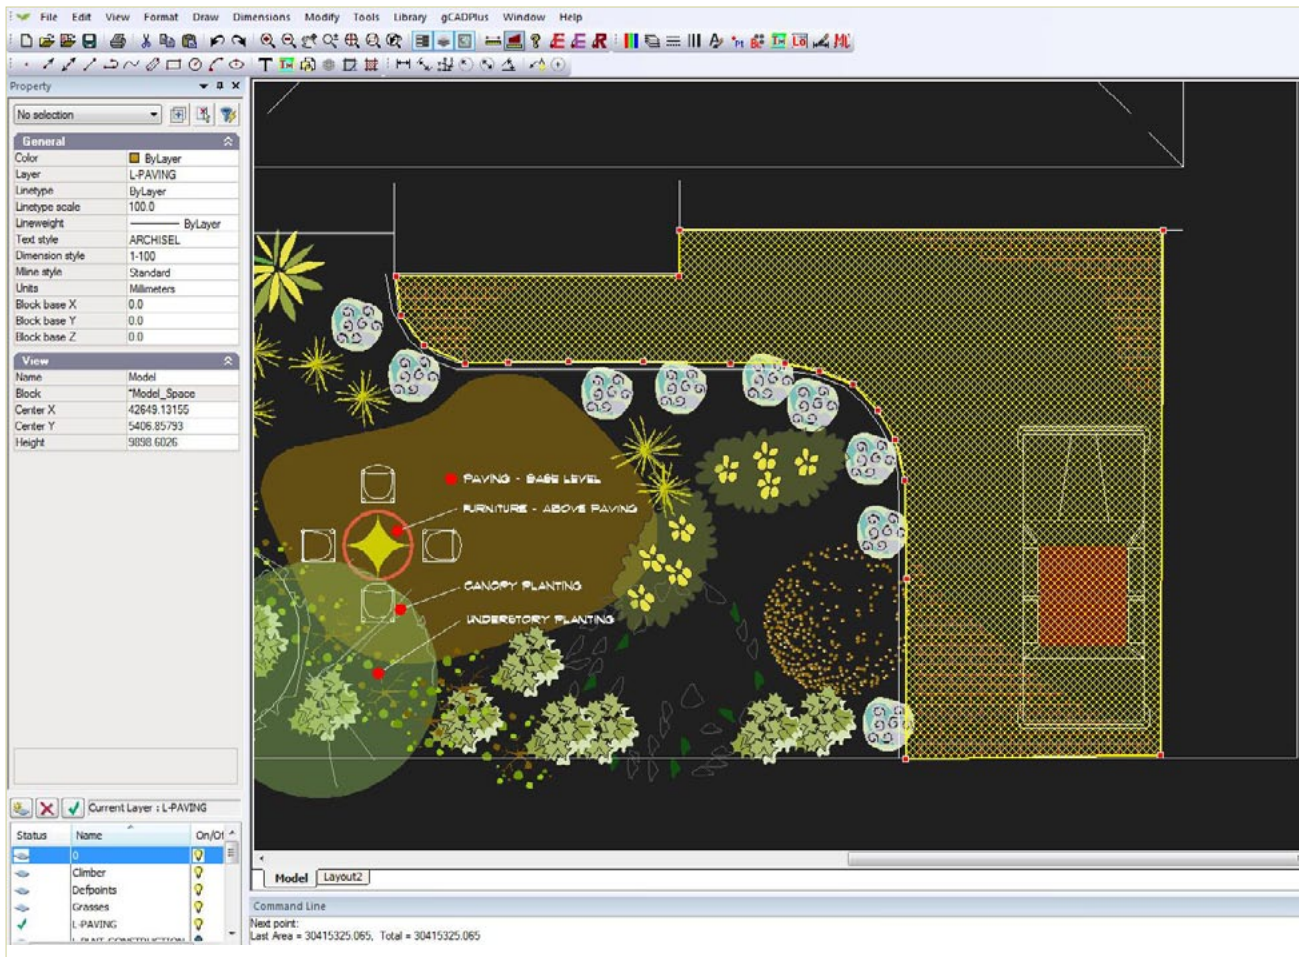 File Edit View Format Draw Dimensions Modify Tools Library gCADPlus Window Help
Property
No selection
General
Color ByLayer
Layer L-PAVING
Linetype ByLayer
Linetype scale 100.0
Lineweight ByLayer
Text style ARCHISEL
Dimension style 1-100
Mline style Standard
Units Millimeters
Block base X 0.0
Block base Y 0.0
Block base Z 0.0
View
Name Model
Block *Model_Space
Center X 42649.13155
Center Y 5406.85793
Height 9898.6026
PAVING - BASE LEVEL
FURNITURE - ABOVE PAVING
CANOPY PLANTING
UNDERSTORY PLANTING
Current Layer : L-PAVING
Status Name On/Of
0
Climber
Defpoints
Grasses
L-PAVING
Model Layout2
Command Line
Next point:
Last Area = 30415325.065, Total = 30415325.065